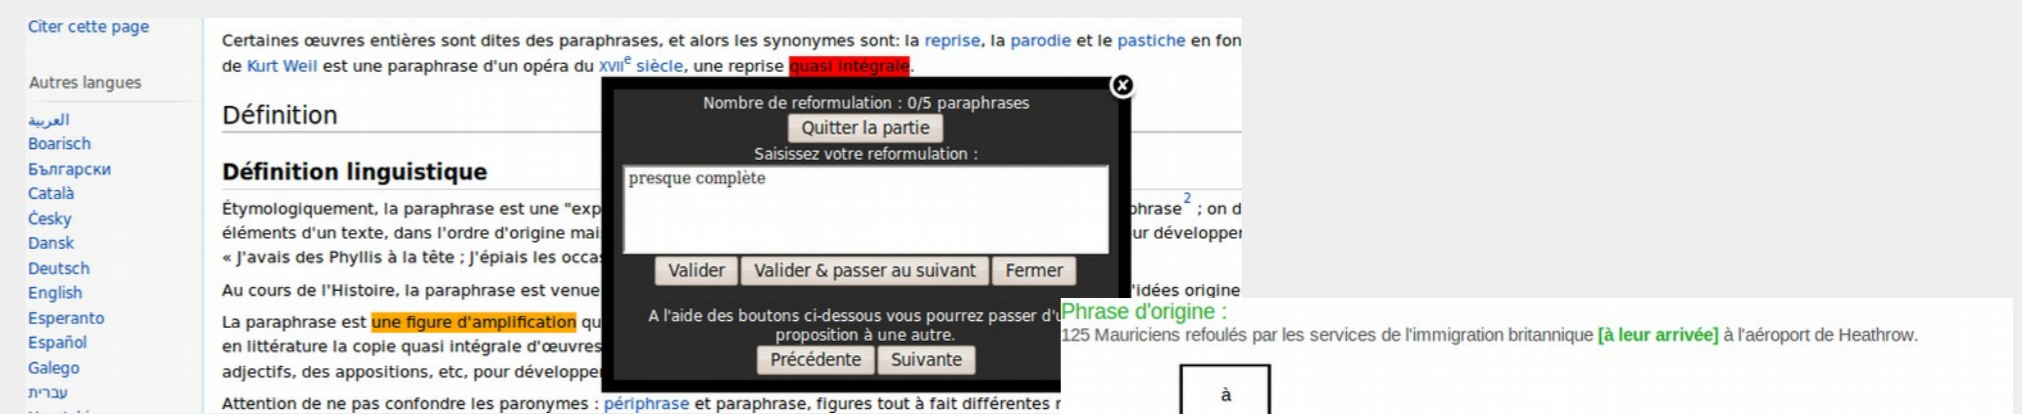 Citer cette page
Autres langues
العربية
Boarisch
Български
Català
Česky
Dansk
Deutsch
English
Esperanto
Español
Galego
עברית
Certaines œuvres entières sont dites des paraphrases, et alors les synonymes sont: la reprise, la parodie et le pastiche en fon
de Kurt Weil est une paraphrase d'un opéra du XVIIe siècle, une reprise quasi intégrale.
Définition
Définition linguistique
Étymologiquement, la paraphrase est une "exp
phrase2 ; on d
éléments d'un texte, dans l'ordre d'origine mai
ur développer
« J'avais des Phyllis à la tête ; J'épiais les occa
Au cours de l'Histoire, la paraphrase est venue
'idées origine
La paraphrase est une figure d'amplification qu
en littérature la copie quasi intégrale d'œuvres
adjectifs, des appositions, etc, pour développe
Attention de ne pas confondre les paronymes : périphrase et paraphrase, figures tout à fait différentes
Nombre de reformulation : 0/5 paraphrases
Quitter la partie
Saisissez votre reformulation :
presque complète
Valider
Valider & passer au suivant
Fermer
A l'aide des boutons ci-dessous vous pourrez passer d'u
proposition à une autre.
Précédente
Suivante
Phrase d'origine :
125 Mauriciens refoulés par les services de l'immigration britannique [à leur arrivée] à l'aéroport de Heathrow.
à